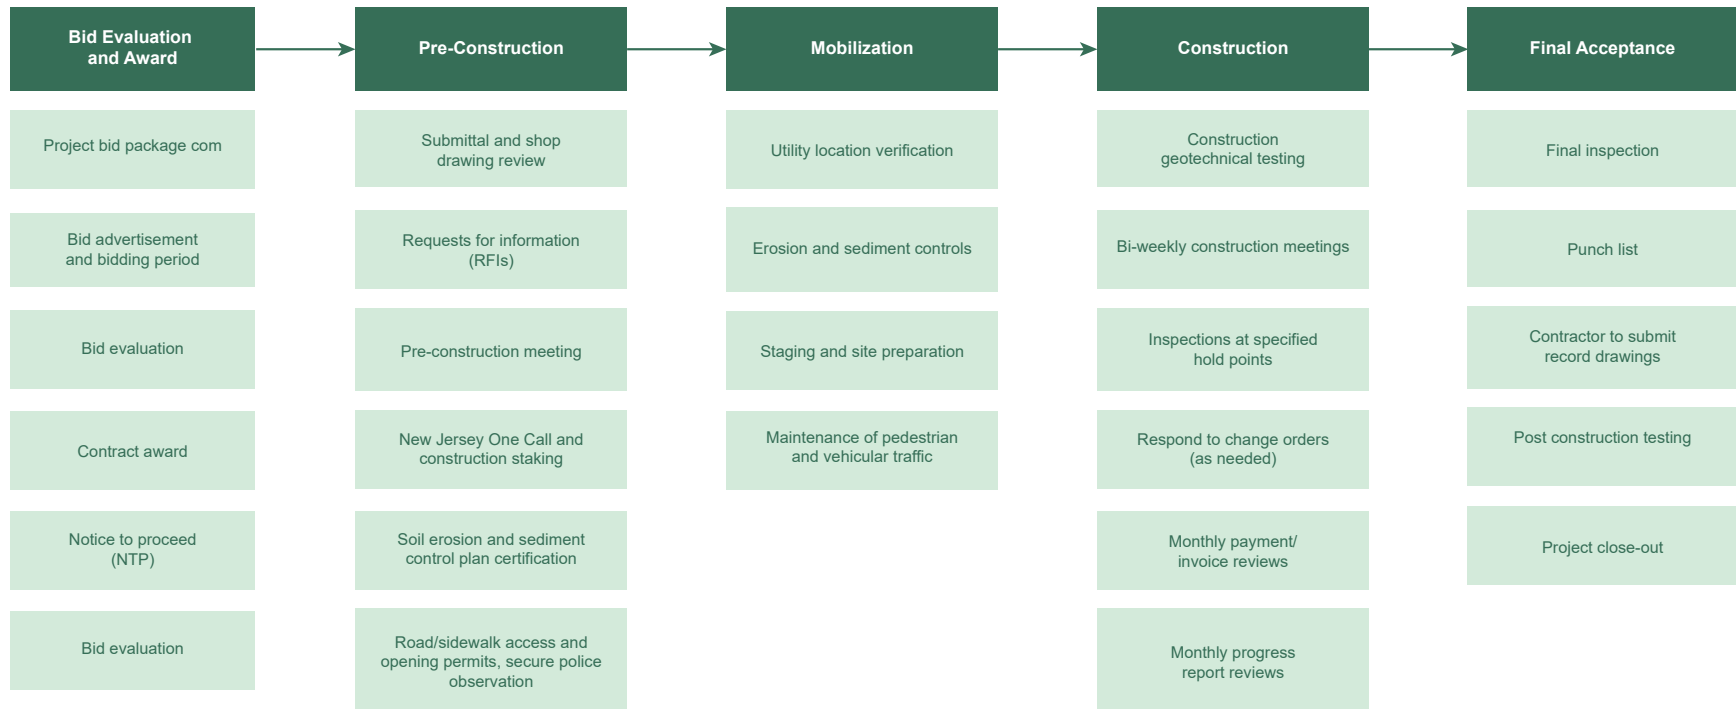 Bid Evaluation
and Award
Project bid package com
Bid advertisement
and bidding period
Bid evaluation
Contract award
Notice to proceed
(NTP)
Bid evaluation
Pre-Construction
Submittal and shop
drawing review
Requests for information
(RFIs)
Pre-construction meeting
New Jersey One Call and
construction staking
Soil erosion and sediment
control plan certification
Road/sidewalk access and
opening permits, secure police
observation
Mobilization
Utility location verification
Erosion and sediment controls
Staging and site preparation
Maintenance of pedestrian
and vehicular traffic
Construction
Construction
geotechnical testing
Bi-weekly construction meetings
Inspections at specified
hold points
Respond to change orders
(as needed)
Monthly payment/
invoice reviews
Monthly progress
report reviews
Final Acceptance
Final inspection
Punch list
Contractor to submit
record drawings
Post construction testing
Project close-out